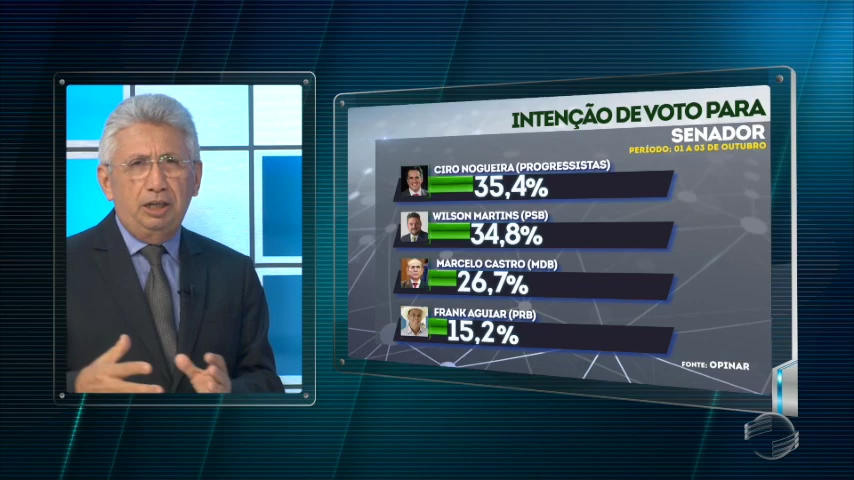 INTENÇÃO DE VOTO PARA
SENADOR
PERÍODO: 01 A 03 DE OUTUBRO
CIRO NOGUEIRA (PROGRESSISTAS)
35,4%
WILSON MARTINS (PSB)
34,8%
MARCELO CASTRO (MDB)
26,7%
FRANK AGUIAR (PRB)
15,2%
FONTE: OPINAR